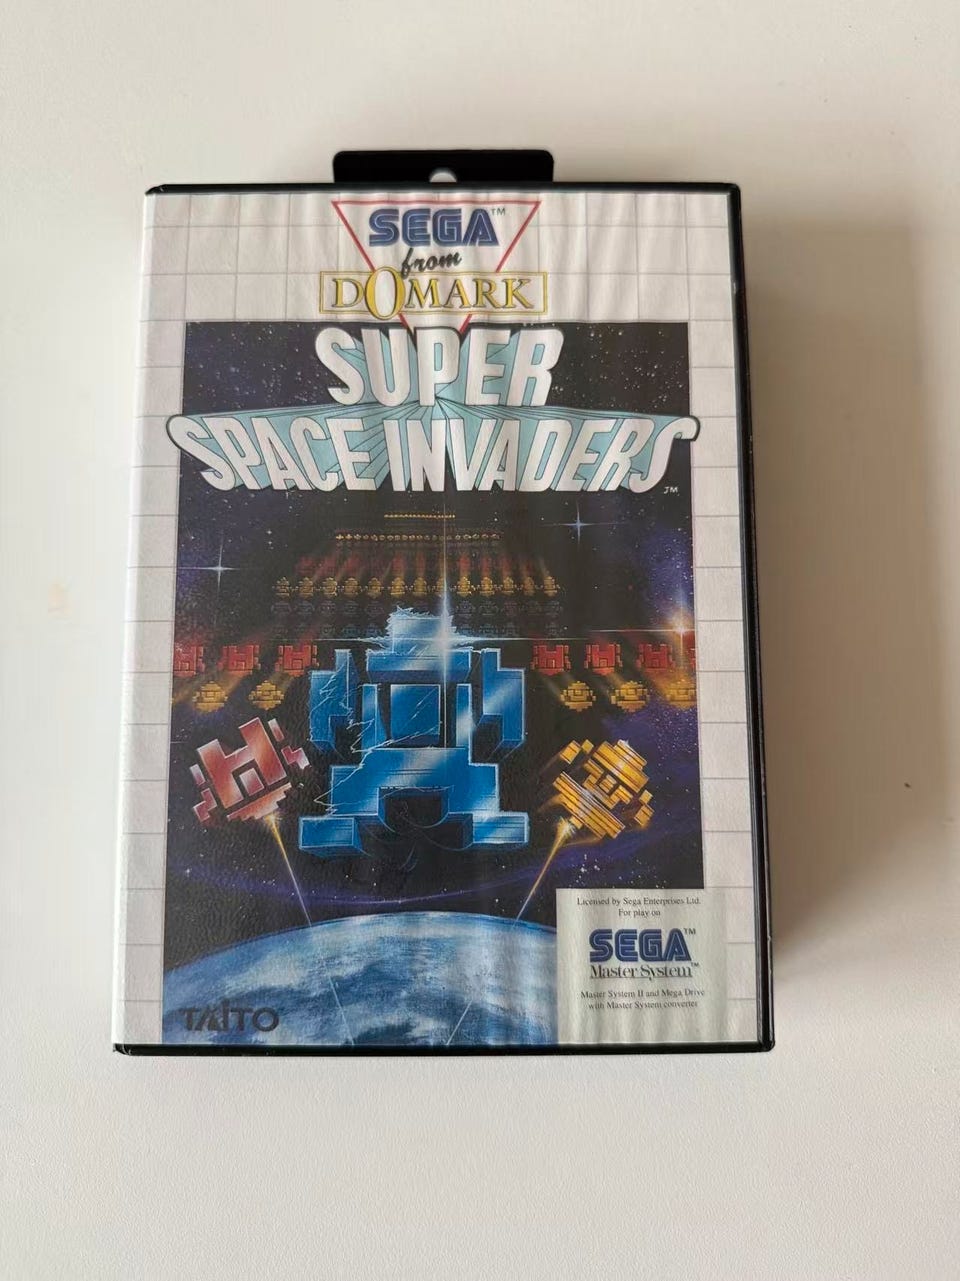 SEGA™
from
DOMARK
SUPER
SPACE INVADERS
TM
Licensed by Sega Enterprises Ltd.
For play on
SEGA™
Master System™
Master System II and Mega Drive
with Master System converter
TAITO